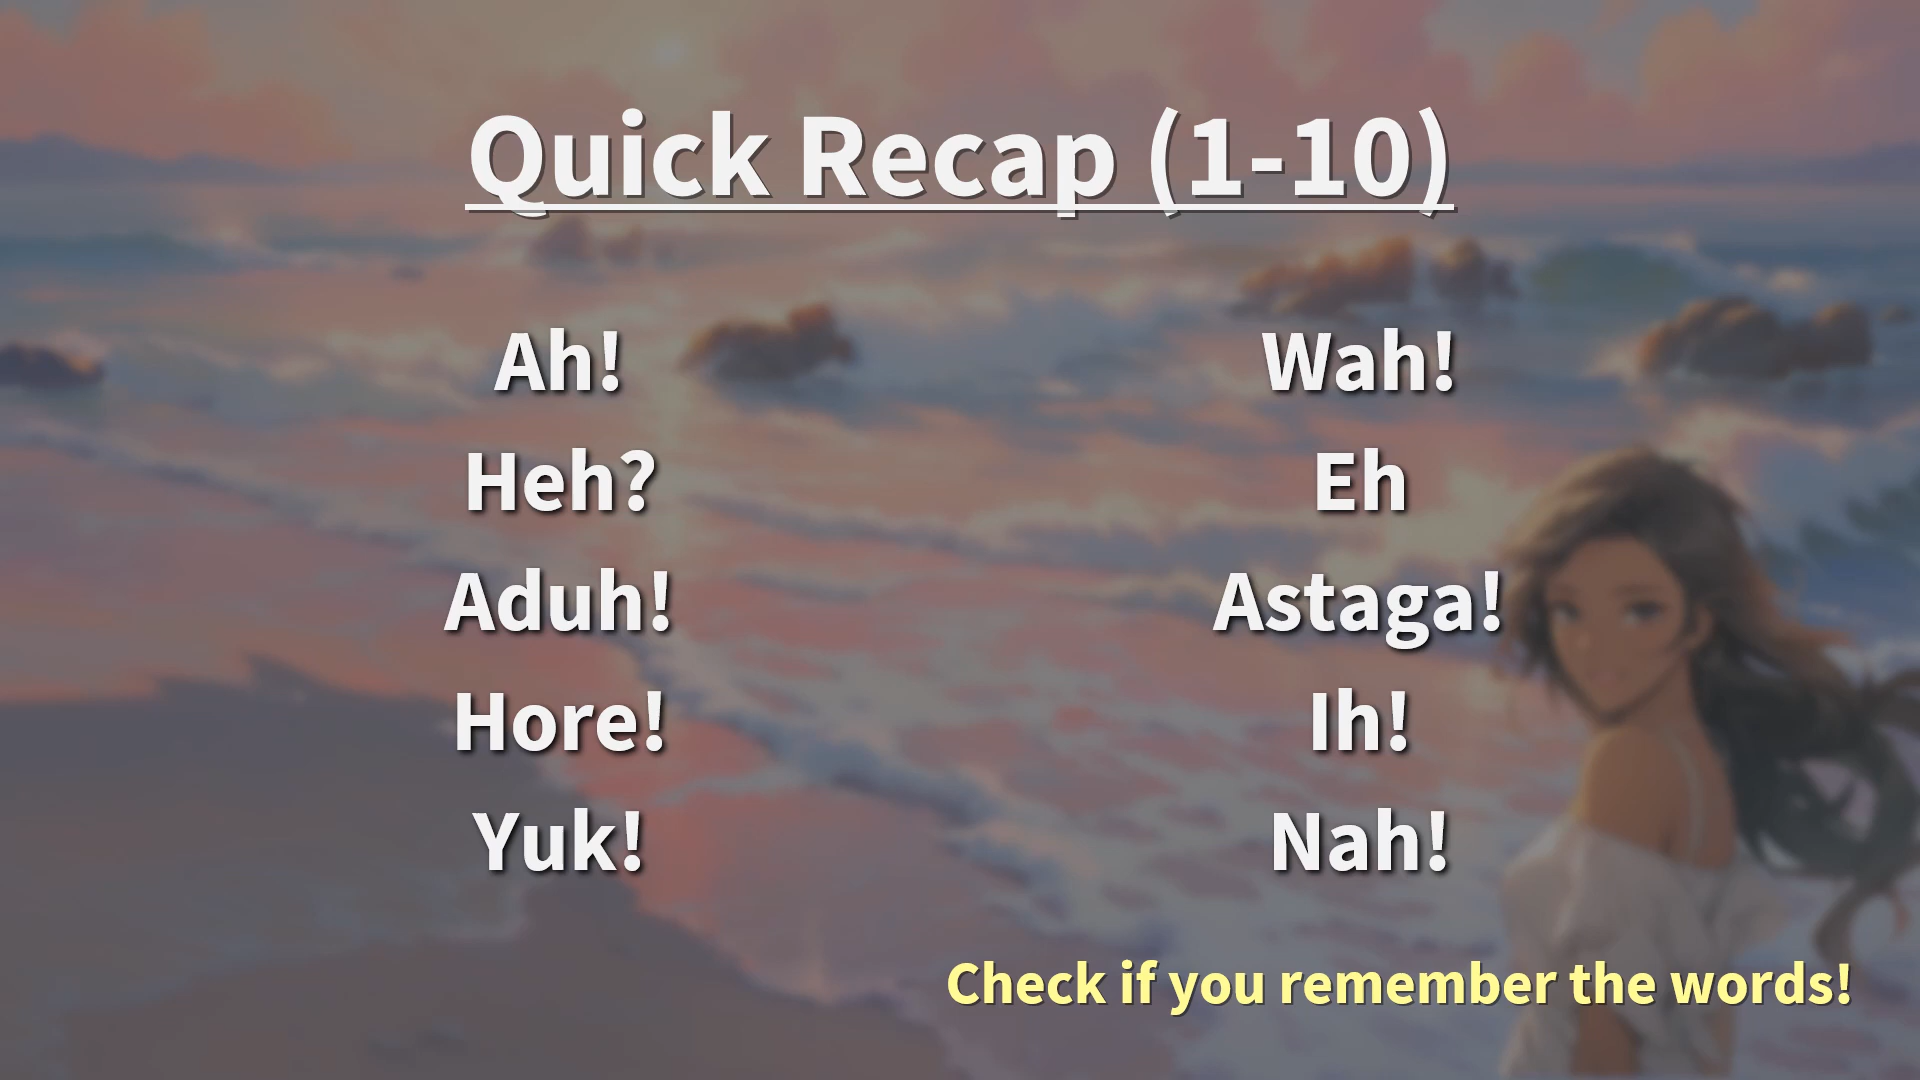 Quick Recap (1-10)
Ah!
Heh?
Aduh!
Hore!
Yuk!
Wah!
Eh
Astaga!
Ih!
Nah!
Check if you remember the words!